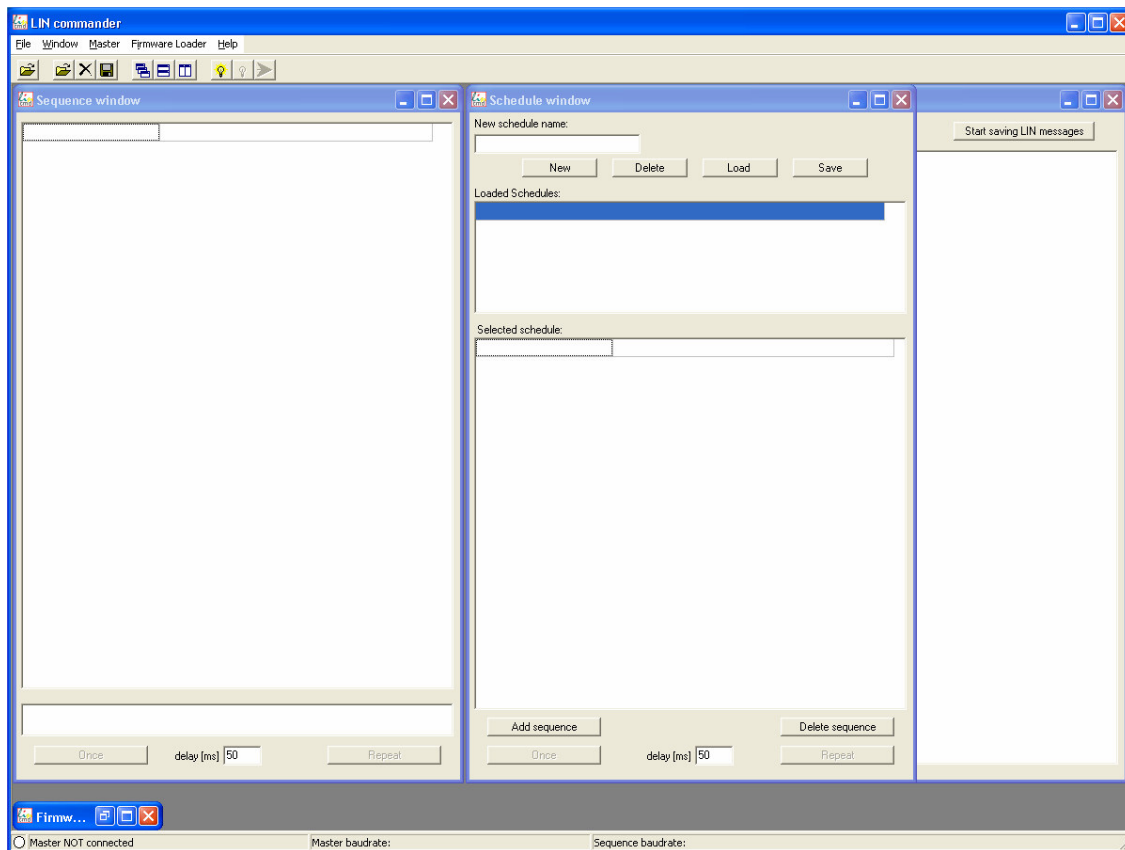 LIN commander
File Window Master Firmware Loader Help
Sequence window
Once delay [ms] 50 Repeat
Schedule window
New schedule name:
New Delete Load Save
Loaded Schedules:
Selected schedule:
Add sequence Delete sequence
Once delay [ms] 50 Repeat
Start saving LIN messages
Firmw...
Master NOT connected Master baudrate: Sequence baudrate: